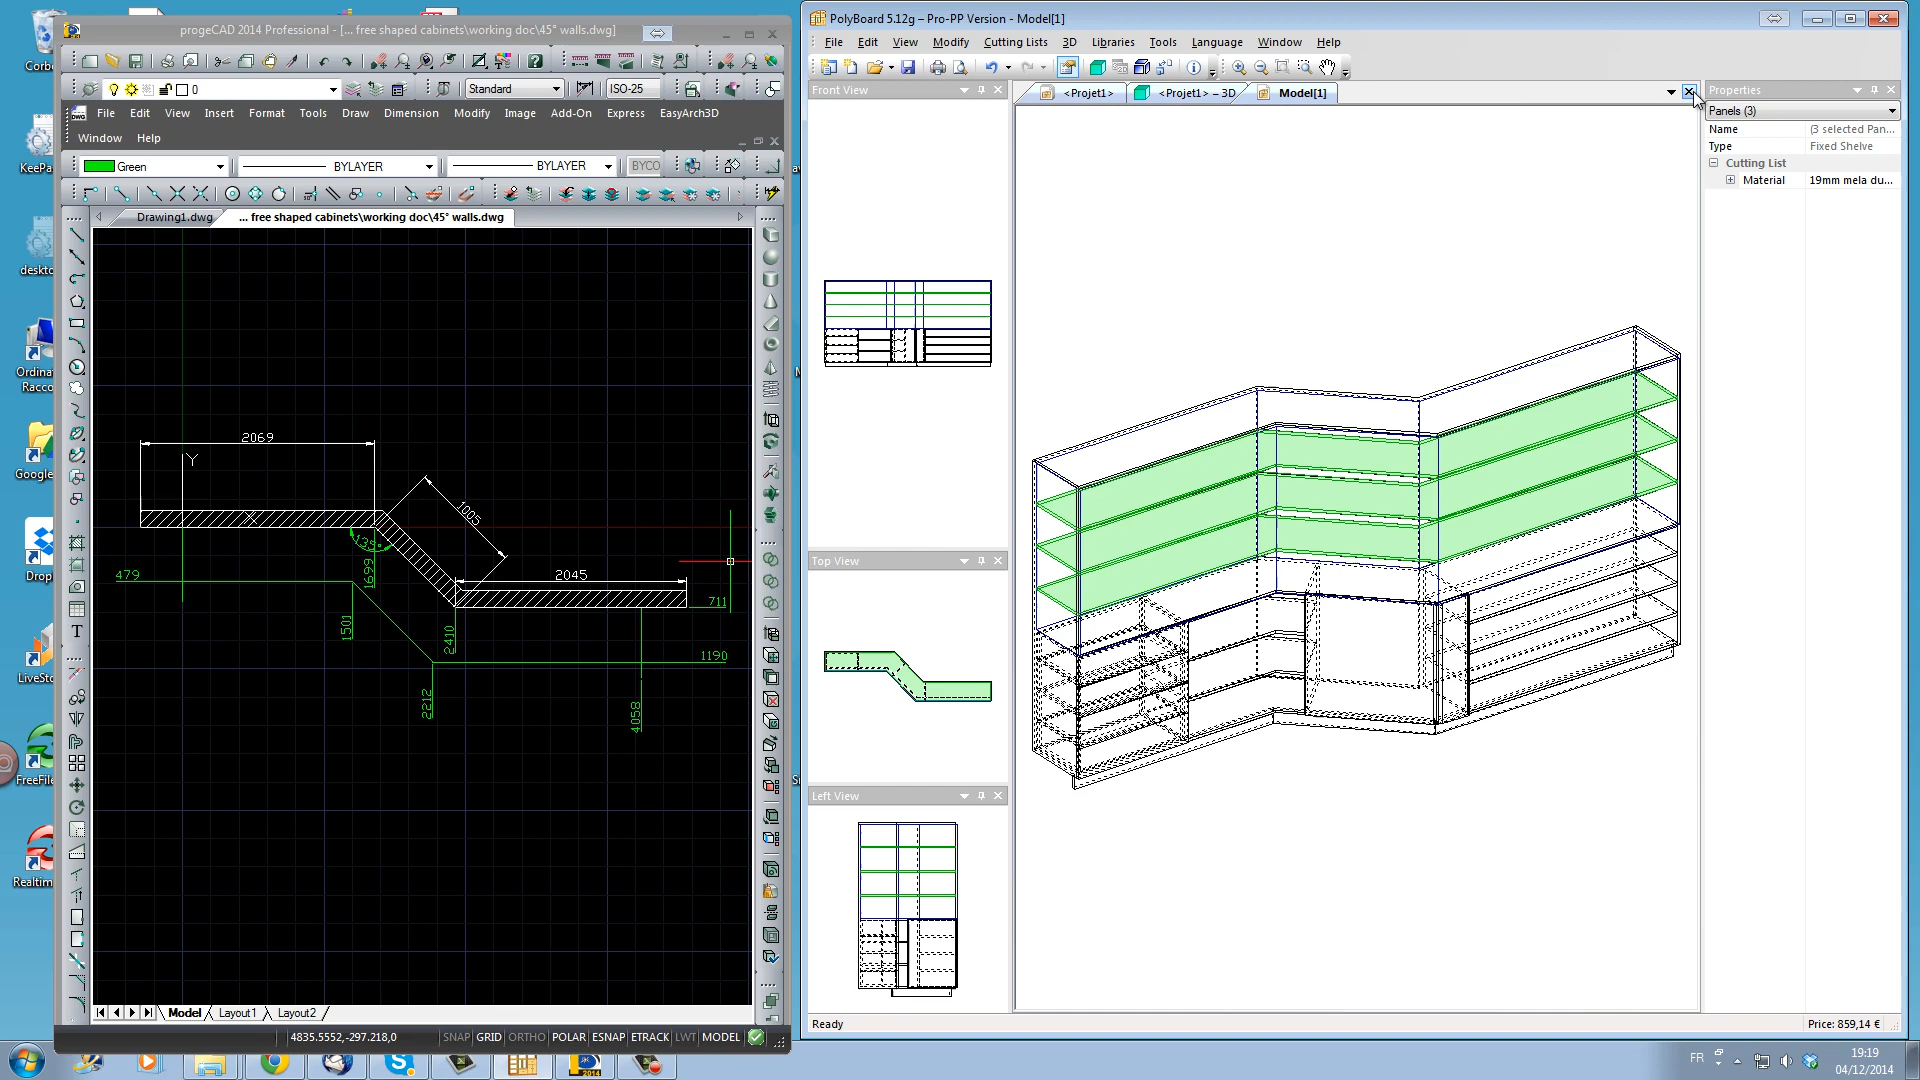 progeCAD 2014 Professional - [... free shaped cabinets\working doc\45° walls.dwg]
0
Standard
ISO-25
File Edit View Insert Format Tools Draw Dimension Modify Image Add-On Express EasyArch3D
Window Help
Green
BYLAYER
BYLAYER
BYCO
Drawing1.dwg
... free shaped cabinets\working doc\45° walls.dwg
2069
Y
X
1005
135°
479
1699
2045
711
1501
2410
1190
2212
4058
Model Layout1 Layout2
4835.5552,-297.218,0
SNAP GRID ORTHO POLAR ESNAP ETRACK LWT MODEL
PolyBoard 5.12g – Pro-PP Version - Model[1]
File Edit View Modify Cutting Lists 3D Libraries Tools Language Window Help
Front View
<Projet1>
<Projet1> – 3D
Model[1]
Properties
Panels (3)
Name (3 selected Pan...
Type Fixed Shelve
Cutting List
Material 19mm mela du...
Top View
Left View
Ready
Price: 859,14 €
Corbe
KeePa
deskto
Ordinat
Racco
Google
Drop
LiveSto
FreeFile
Realtim
2014
FR
19:19
04/12/2014